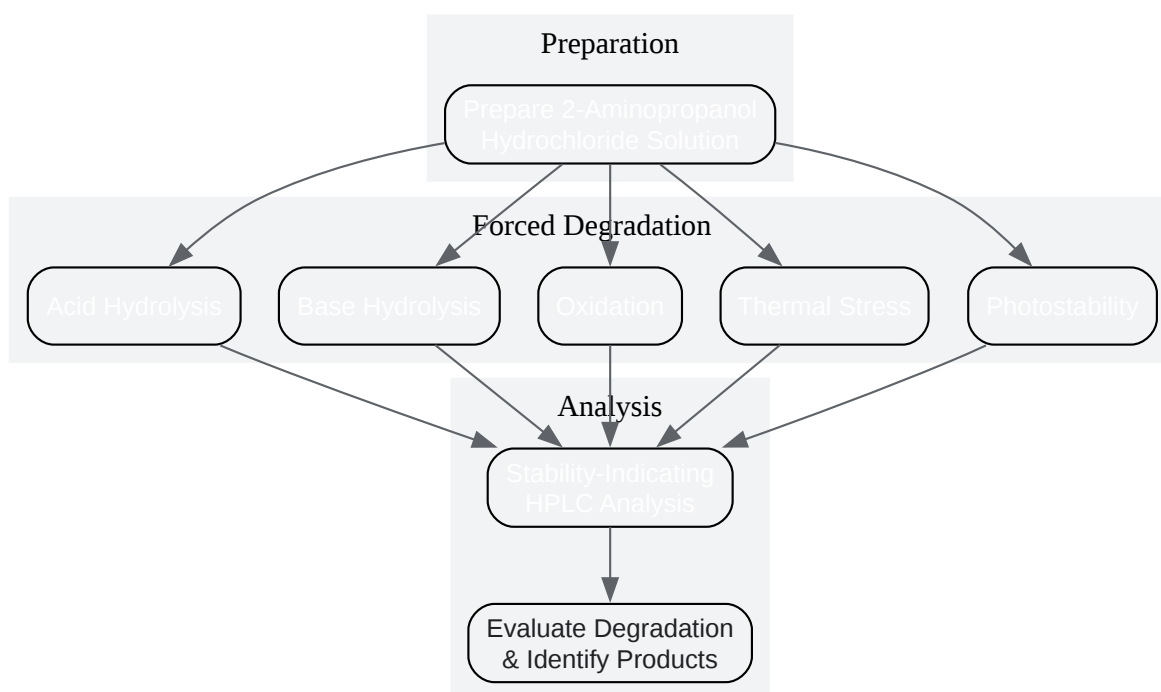 Preparation
Prepare 2-Aminopropanol
Hydrochloride Solution
Forced Degradation
Acid Hydrolysis
Base Hydrolysis
Oxidation
Thermal Stress
Photostability
Analysis
Stability-Indicating
HPLC Analysis
Evaluate Degradation
& Identify Products